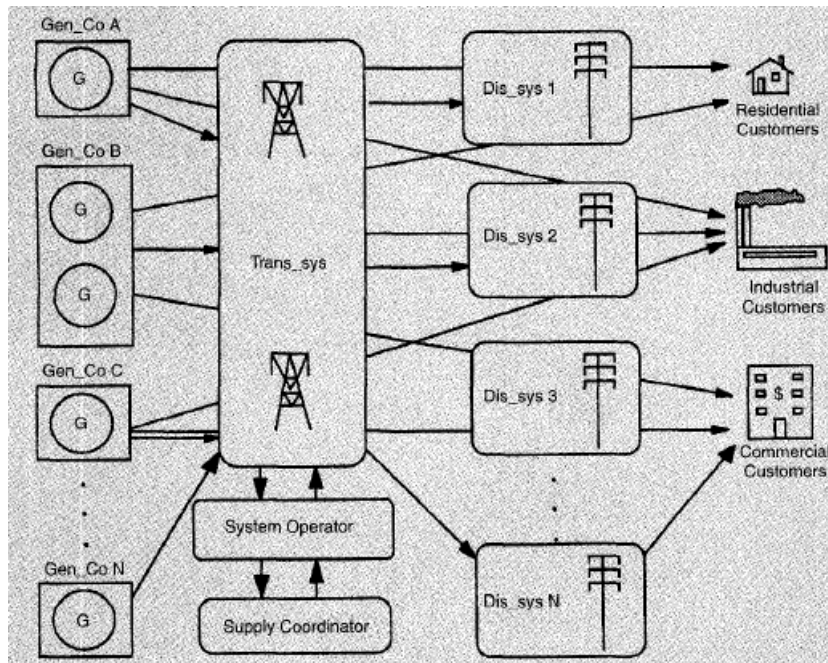 Gen_Co A
G
Gen_Co B
G
G
Gen_Co C
G
Gen_Co N
G
Trans_sys
System Operator
Supply Coordinator
Dis_sys 1
Dis_sys 2
Dis_sys 3
Dis_sys N
Residential
Customers
Industrial
Customers
$
Commercial
Customers